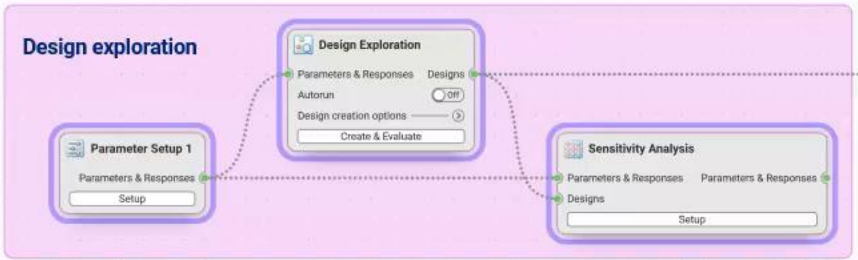 Design exploration
Design Exploration
Parameters & Responses Designs
Autorun Off
Design creation options
Create & Evaluate
Parameter Setup 1
Parameters & Responses
Setup
Sensitivity Analysis
Parameters & Responses Parameters & Responses
Designs
Setup